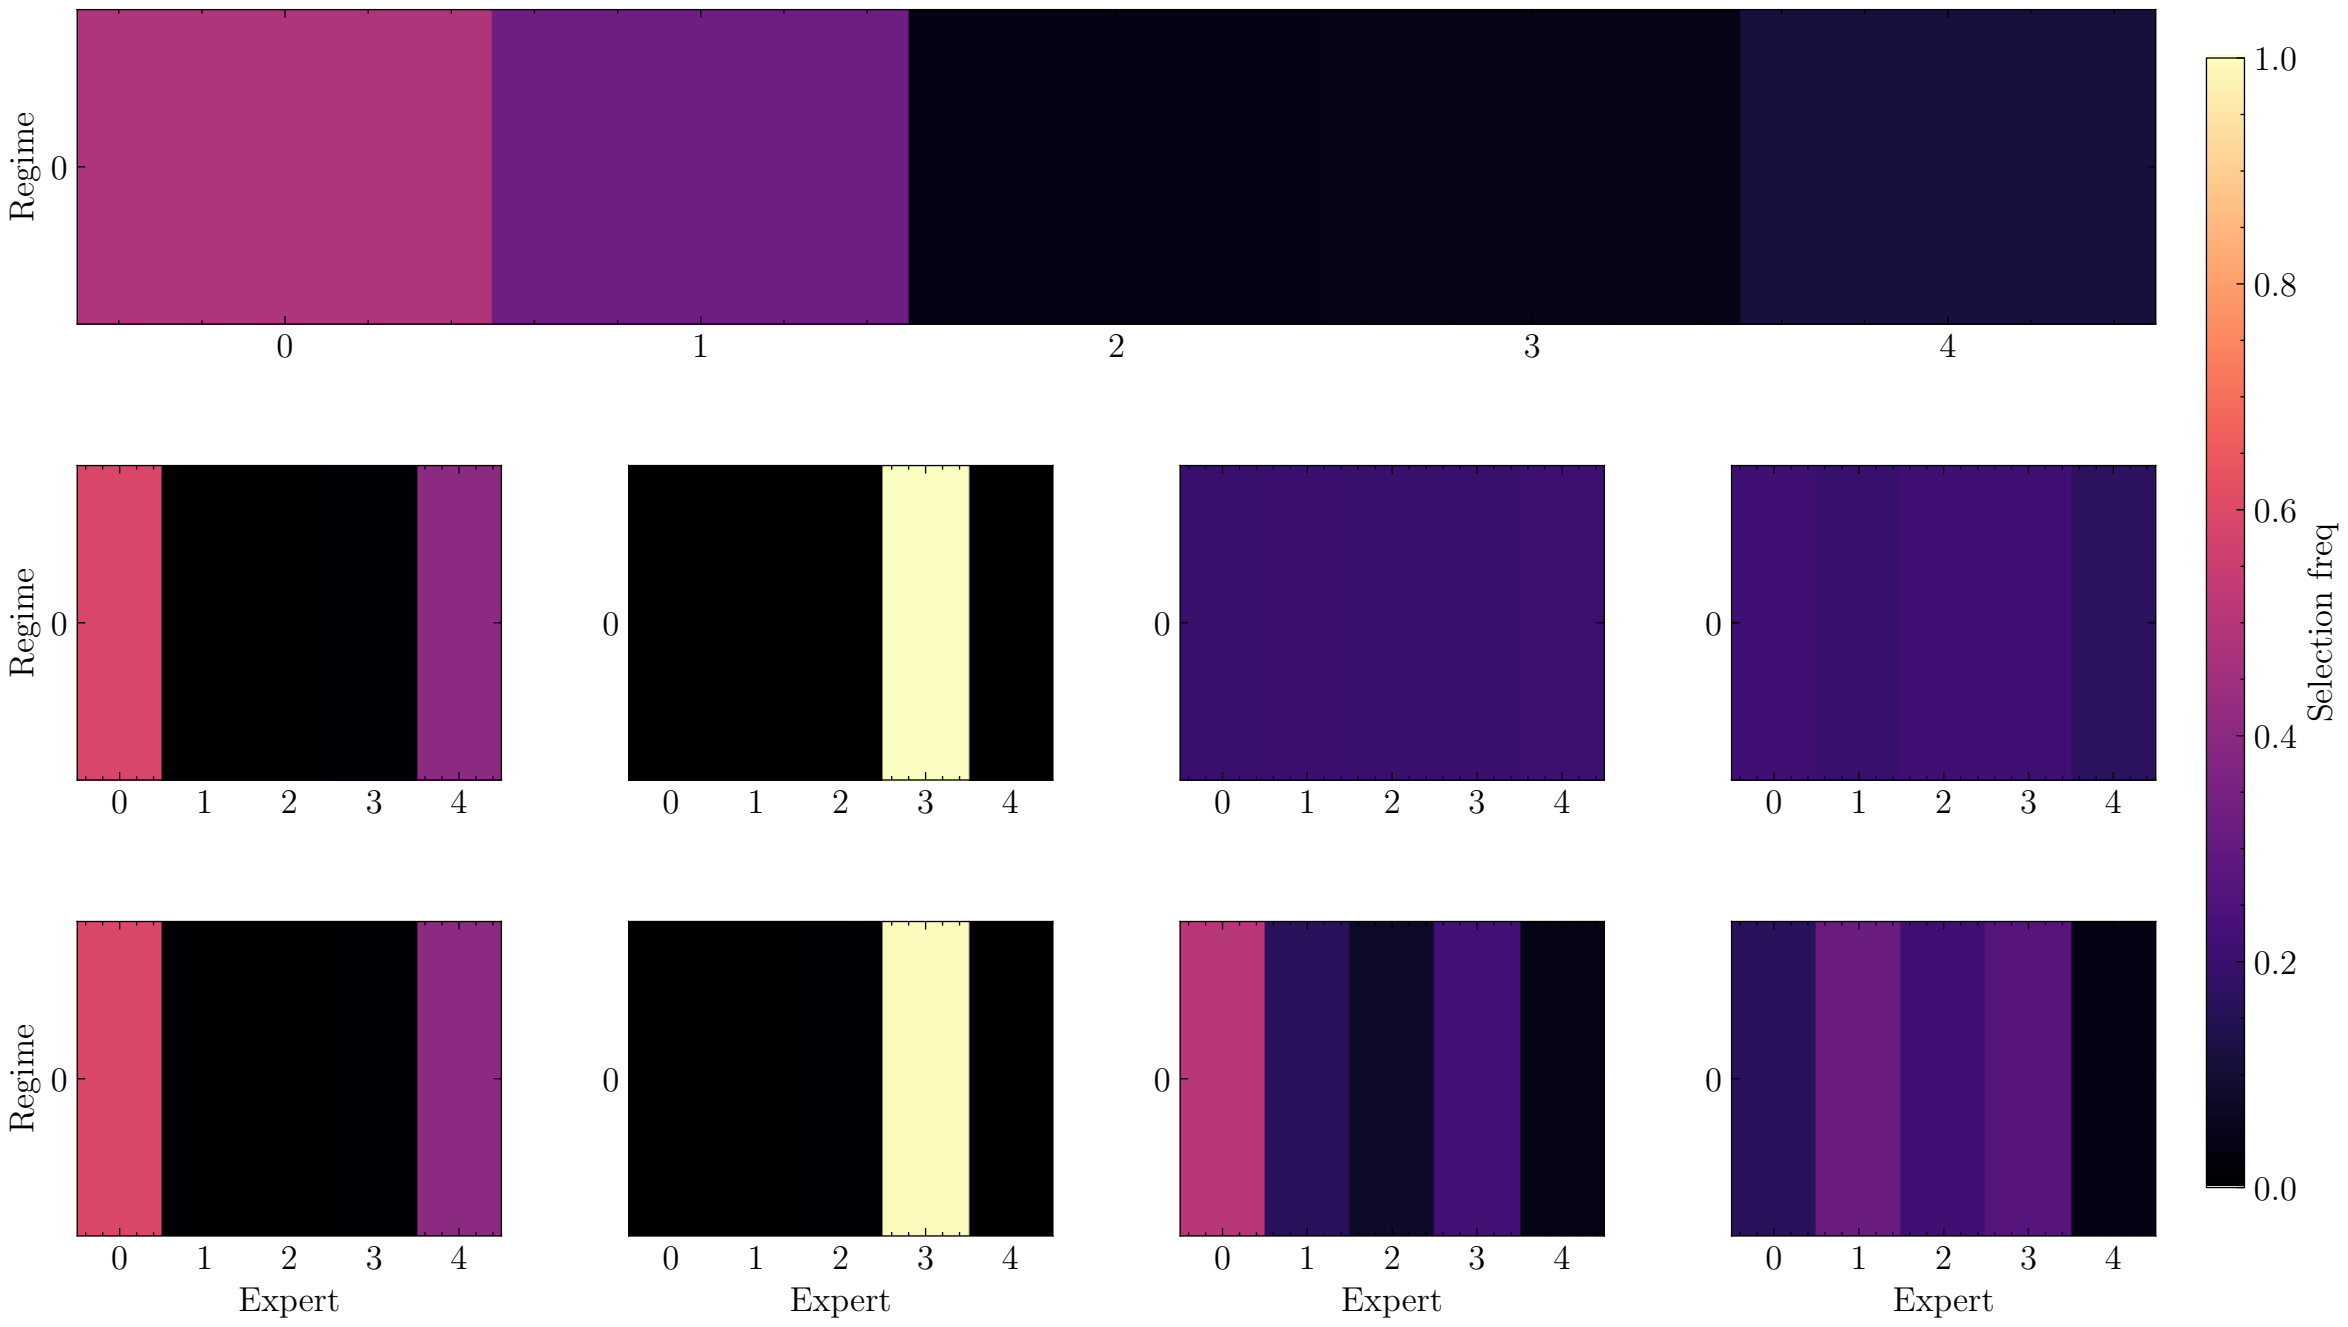 Regime
0
0 1 2 3 4
Regime
0 0 0 0
0 1 2 3 4 0 1 2 3 4 0 1 2 3 4 0 1 2 3 4
Regime
0 0 0 0
0 1 2 3 4 0 1 2 3 4 0 1 2 3 4 0 1 2 3 4
Expert Expert Expert Expert
1.0
0.8
0.6
0.4
0.2
0.0
Selection freq